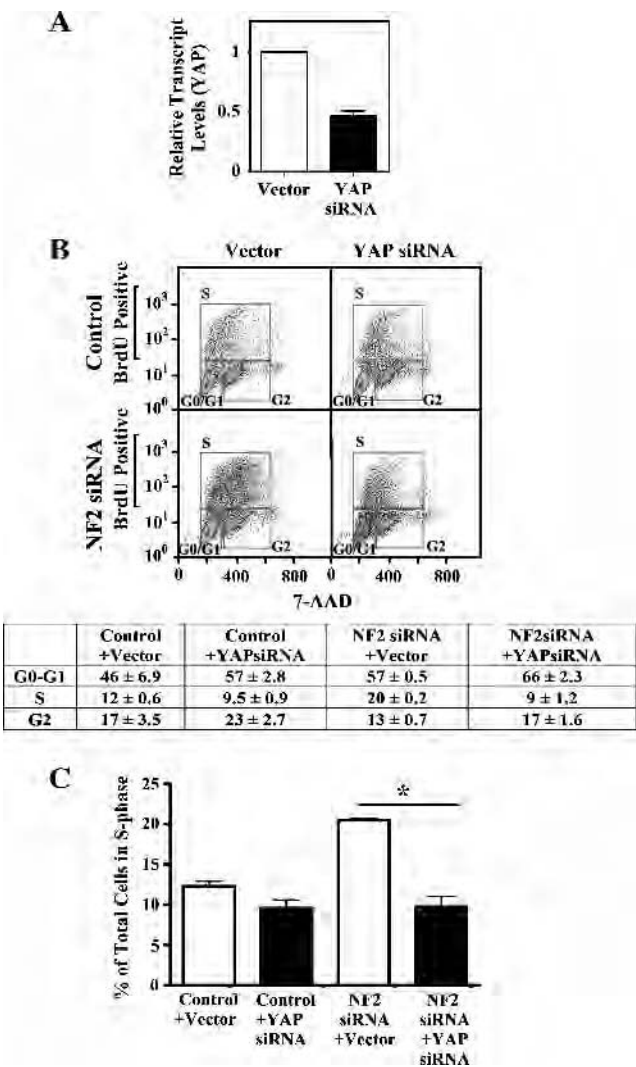 A
Relative Transcript
Levels (YAP)
1
0.5
0
Vector
YAP
siRNA
B
Vector
YAP siRNA
Control
BrdU Positive
10³
10²
10¹
10⁰
S
G0/G1
G2
S
G0/G1
G2
NF2 siRNA
BrdU Positive
10³
10²
10¹
10⁰
S
G0/G1
G2
S
G0/G1
G2
0 400 800 0 400 800
7-AAD
Control +Vector Control +YAPsiRNA NF2 siRNA +Vector NF2siRNA +YAPsiRNA
G0-G1 46 ± 6.9 57 ± 2.8 57 ± 0.5 66 ± 2.3
S 12 ± 0.6 9.5 ± 0.9 20 ± 0.2 9 ± 1.2
G2 17 ± 3.5 23 ± 2.7 13 ± 0.7 17 ± 1.6
C
% of Total Cells in S-phase
25
20
15
10
5
0
*
Control
+Vector
Control
+YAP
siRNA
NF2
siRNA
+Vector
NF2
siRNA
+YAP
siRNA